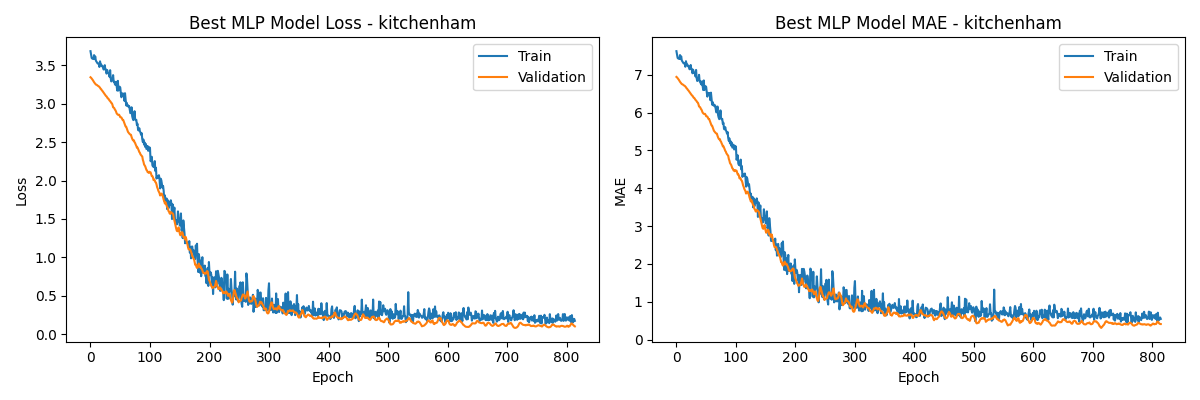 Best MLP Model Loss - kitchenham
Train
Validation
Loss
3.5
3.0
2.5
2.0
1.5
1.0
0.5
0.0
0 100 200 300 400 500 600 700 800
Epoch
Best MLP Model MAE - kitchenham
Train
Validation
MAE
7
6
5
4
3
2
1
0
0 100 200 300 400 500 600 700 800
Epoch